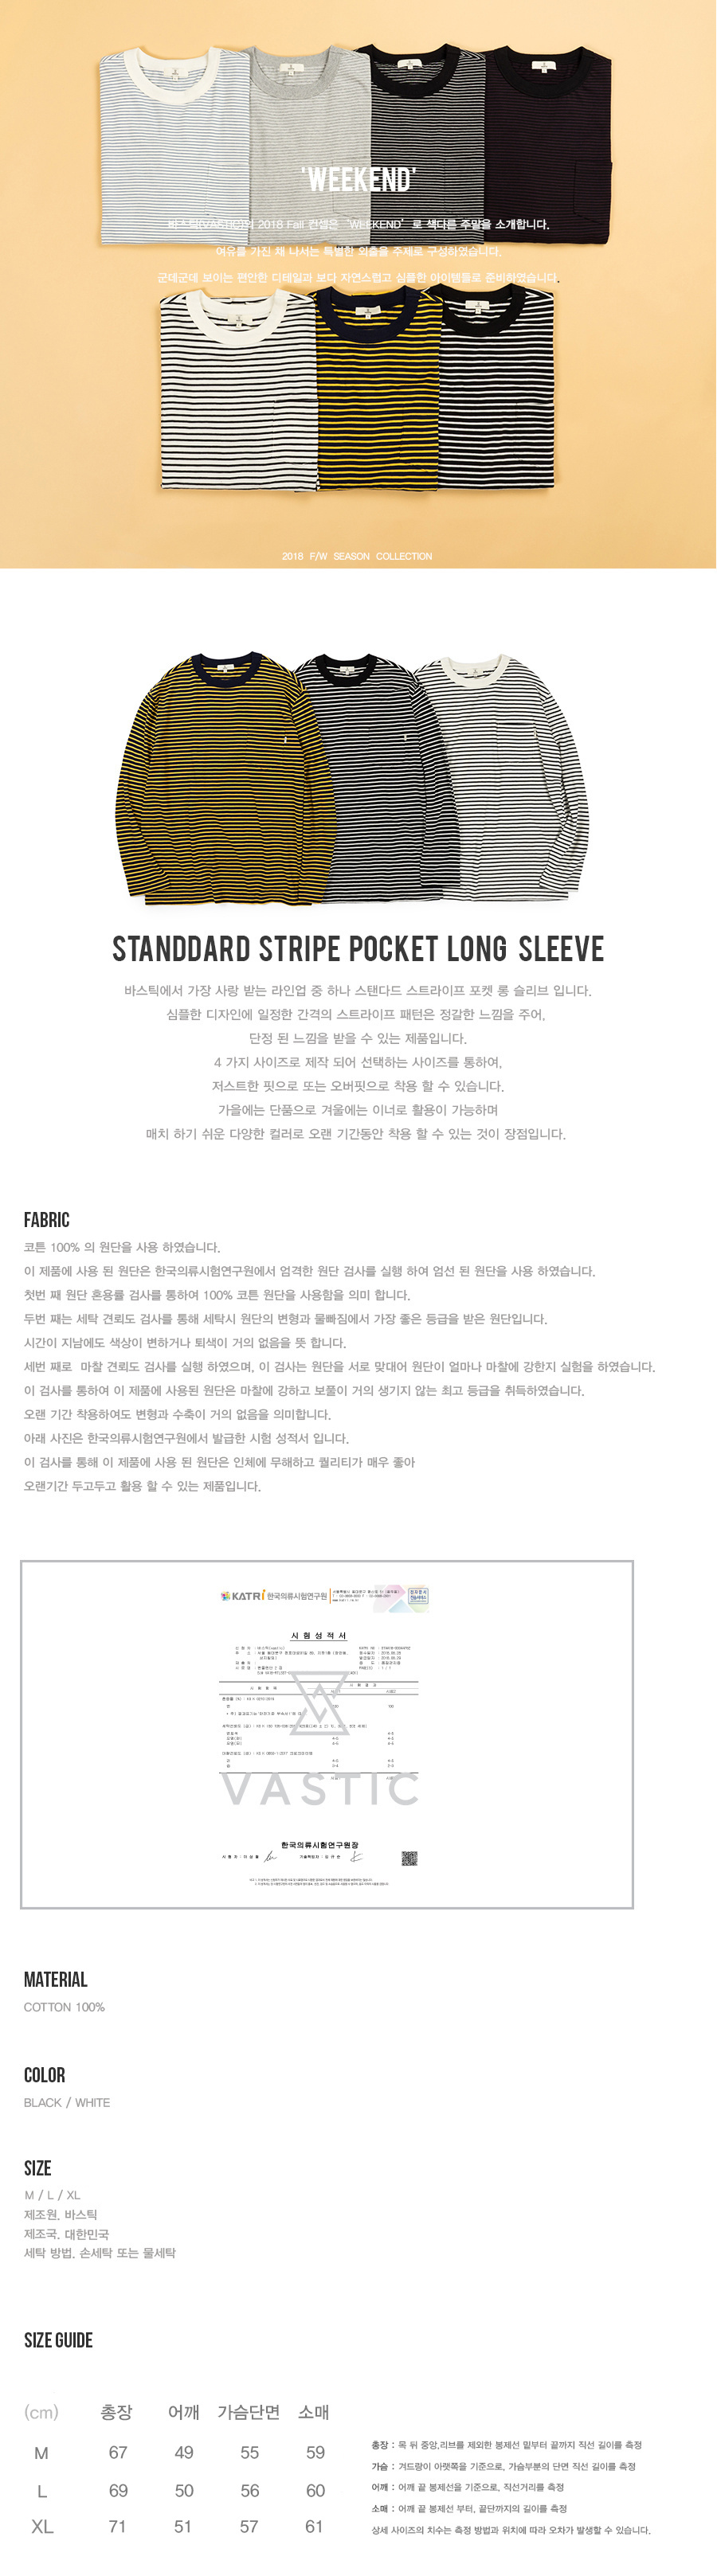 'WEEKEND'
바스틱(VASTIC)의 2018 Fall 컨셉은 'WEEKEND' 로 색다른 주말을 소개합니다.
여유를 가진 채 나서는 특별한 외출을 주제로 구성하였습니다.
군데군데 보이는 편안한 디테일과 보다 자연스럽고 심플한 아이템들로 준비하였습니다.
2018 F/W SEASON COLLECTION
STANDDARD STRIPE POCKET LONG SLEEVE
바스틱에서 가장 사랑 받는 라인업 중 하나 스탠다드 스트라이프 포켓 롱 슬리브 입니다.
심플한 디자인에 일정한 간격의 스트라이프 패턴은 정갈한 느낌을 주어,
단정 된 느낌을 받을 수 있는 제품입니다.
4 가지 사이즈로 제작 되어 선택하는 사이즈를 통하여,
저스트한 핏으로 또는 오버핏으로 착용 할 수 있습니다.
가을에는 단품으로 겨울에는 이너로 활용이 가능하며
매치 하기 쉬운 다양한 컬러로 오랜 기간동안 착용 할 수 있는 것이 장점입니다.
FABRIC
코튼 100% 의 원단을 사용 하였습니다.
이 제품에 사용 된 원단은 한국의류시험연구원에서 엄격한 원단 검사를 실행 하여 엄선 된 원단을 사용 하였습니다.
첫번 째 원단 혼용률 검사를 통하여 100% 코튼 원단을 사용함을 의미 합니다.
두번 째는 세탁 견뢰도 검사를 통해 세탁시 원단의 변형과 물빠짐에서 가장 좋은 등급을 받은 원단입니다.
시간이 지남에도 색상이 변하거나 퇴색이 거의 없음을 뜻 합니다.
세번 째로 마찰 견뢰도 검사를 실행 하였으며, 이 검사는 원단을 서로 맞대어 원단이 얼마나 마찰에 강한지 실험을 하였습니다.
이 검사를 통하여 이 제품에 사용된 원단은 마찰에 강하고 보풀이 거의 생기지 않는 최고 등급을 취득하였습니다.
오랜 기간 착용하여도 변형과 수축이 거의 없음을 의미합니다.
아래 사진은 한국의류시험연구원에서 발급한 시험 성적서 입니다.
이 검사를 통해 이 제품에 사용 된 원단은 인체에 무해하고 퀄리티가 매우 좋아
오랜기간 두고두고 활용 할 수 있는 제품입니다.
KATRI 한국의류시험연구원
시 험 성 적 서
VASTIC
한국의류시험연구원장
MATERIAL
COTTON 100%
COLOR
BLACK / WHITE
SIZE
M / L / XL
제조원. 바스틱
제조국. 대한민국
세탁 방법. 손세탁 또는 물세탁
SIZE GUIDE
(cm) 총장 어깨 가슴단면 소매
M 67 49 55 59
L 69 50 56 60
XL 71 51 57 61
총장 : 목 뒤 중앙,리브를 제외한 봉제선 밑부터 끝까지 직선 길이를 측정
가슴 : 겨드랑이 아랫쪽을 기준으로, 가슴부분의 단면 직선 길이를 측정
어깨 : 어깨 끝 봉제선을 기준으로, 직선거리를 측정
소매 : 어깨 끝 봉제선 부터, 끝단까지의 길이를 측정
상세 사이즈의 치수는 측정 방법과 위치에 따라 오차가 발생할 수 있습니다.